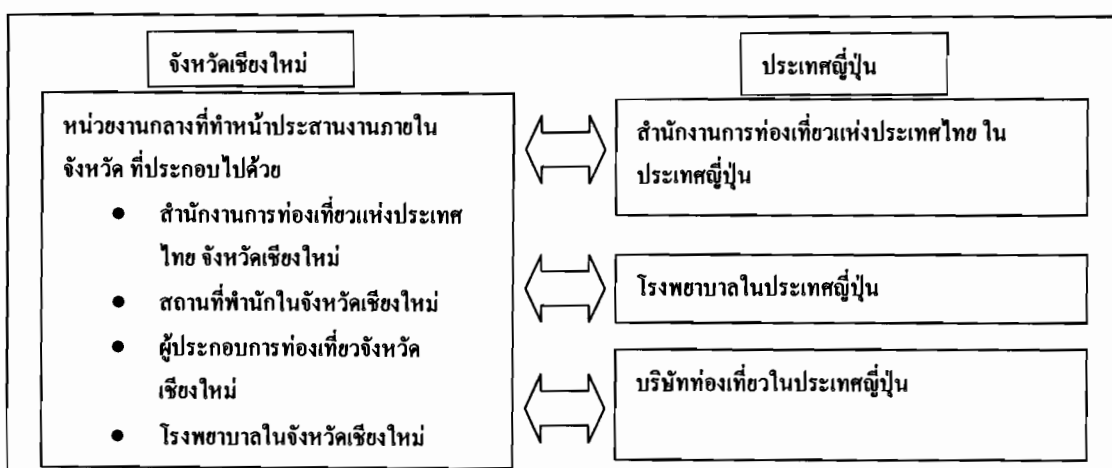 จังหวัดเชียงใหม่
หน่วยงานกลางที่ทำหน้าประสานงานภายใน
จังหวัด ที่ประกอบไปด้วย
● สำนักงานการท่องเที่ยวแห่งประเทศ
ไทย จังหวัดเชียงใหม่
● สถานที่พำนักในจังหวัดเชียงใหม่
● ผู้ประกอบการท่องเที่ยวจังหวัด
เชียงใหม่
● โรงพยาบาลในจังหวัดเชียงใหม่
ประเทศญี่ปุ่น
สำนักงานการท่องเที่ยวแห่งประเทศไทย ใน
ประเทศญี่ปุ่น
โรงพยาบาลในประเทศญี่ปุ่น
บริษัทท่องเที่ยวในประเทศญี่ปุ่น